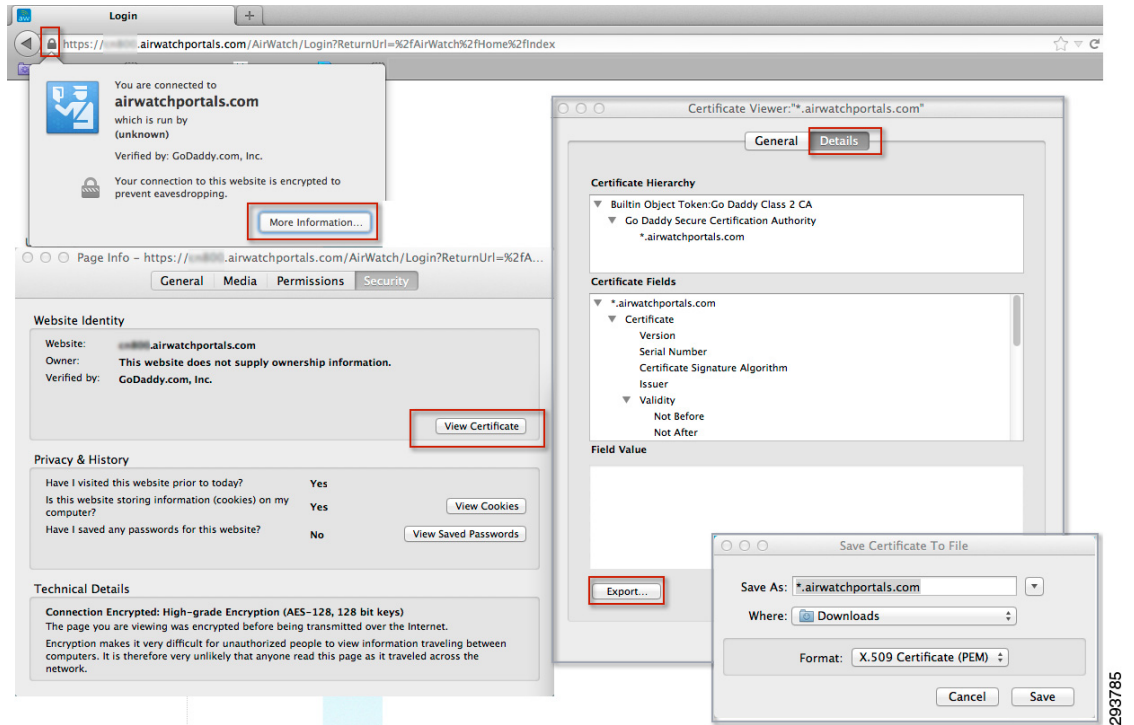 Login
+
https:// .airwatchportals.com/AirWatch/Login?ReturnUrl=%2fAirWatch%2fHome%2fIndex
You are connected to
airwatchportals.com
which is run by
(unknown)
Verified by: GoDaddy.com, Inc.
Your connection to this website is encrypted to
prevent eavesdropping.
More Information...
Page Info – https:// .airwatchportals.com/AirWatch/Login?ReturnUrl=%2fA...
General Media Permissions Security
Website Identity
Website: .airwatchportals.com
Owner: This website does not supply ownership information.
Verified by: GoDaddy.com, Inc.
View Certificate
Privacy & History
Have I visited this website prior to today? Yes
Is this website storing information (cookies) on my
computer? Yes View Cookies
Have I saved any passwords for this website? No View Saved Passwords
Technical Details
Connection Encrypted: High-grade Encryption (AES-128, 128 bit keys)
The page you are viewing was encrypted before being transmitted over the Internet.
Encryption makes it very difficult for unauthorized people to view information traveling between
computers. It is therefore very unlikely that anyone read this page as it traveled across the
network.
Certificate Viewer:"*.airwatchportals.com"
General Details
Certificate Hierarchy
Builtin Object Token:Go Daddy Class 2 CA
Go Daddy Secure Certification Authority
*.airwatchportals.com
Certificate Fields
*.airwatchportals.com
Certificate
Version
Serial Number
Certificate Signature Algorithm
Issuer
Validity
Not Before
Not After
Field Value
Export...
Save Certificate To File
Save As: *.airwatchportals.com
Where: Downloads
Format: X.509 Certificate (PEM)
Cancel Save
293785